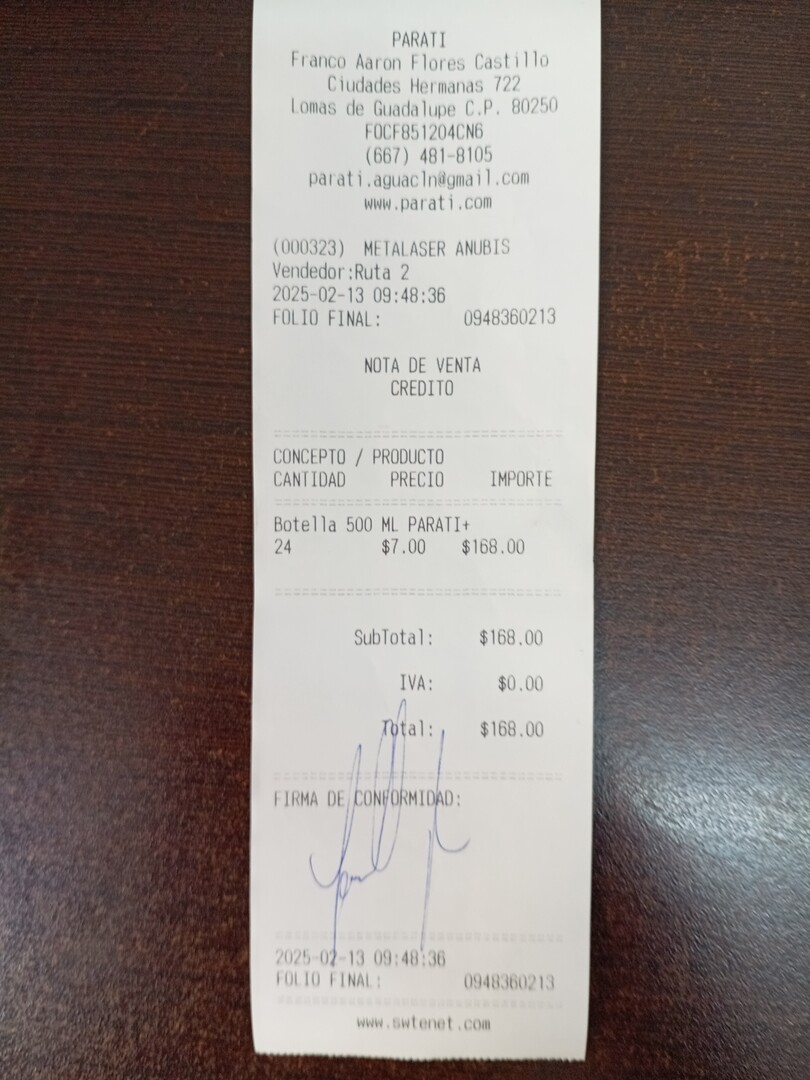 PARATI
Franco Aaron Flores Castillo
Ciudades Hermanas 722
Lomas de Guadalupe C.P. 80250
FOCF851204CN6
(667) 481-8105
parati.aguacln@gmail.com
www.parati.com
(000323) METALASER ANUBIS
Vendedor:Ruta 2
2025-02-13 09:48:36
FOLIO FINAL: 0948360213
NOTA DE VENTA
CREDITO
CONCEPTO / PRODUCTO
CANTIDAD PRECIO IMPORTE
Botella 500 ML PARATI+
24 $7.00 $168.00
SubTotal: $168.00
IVA: $0.00
Total: $168.00
FIRMA DE CONFORMIDAD:
2025-02-13 09:48:36
FOLIO FINAL: 0948360213
www.swtenet.com